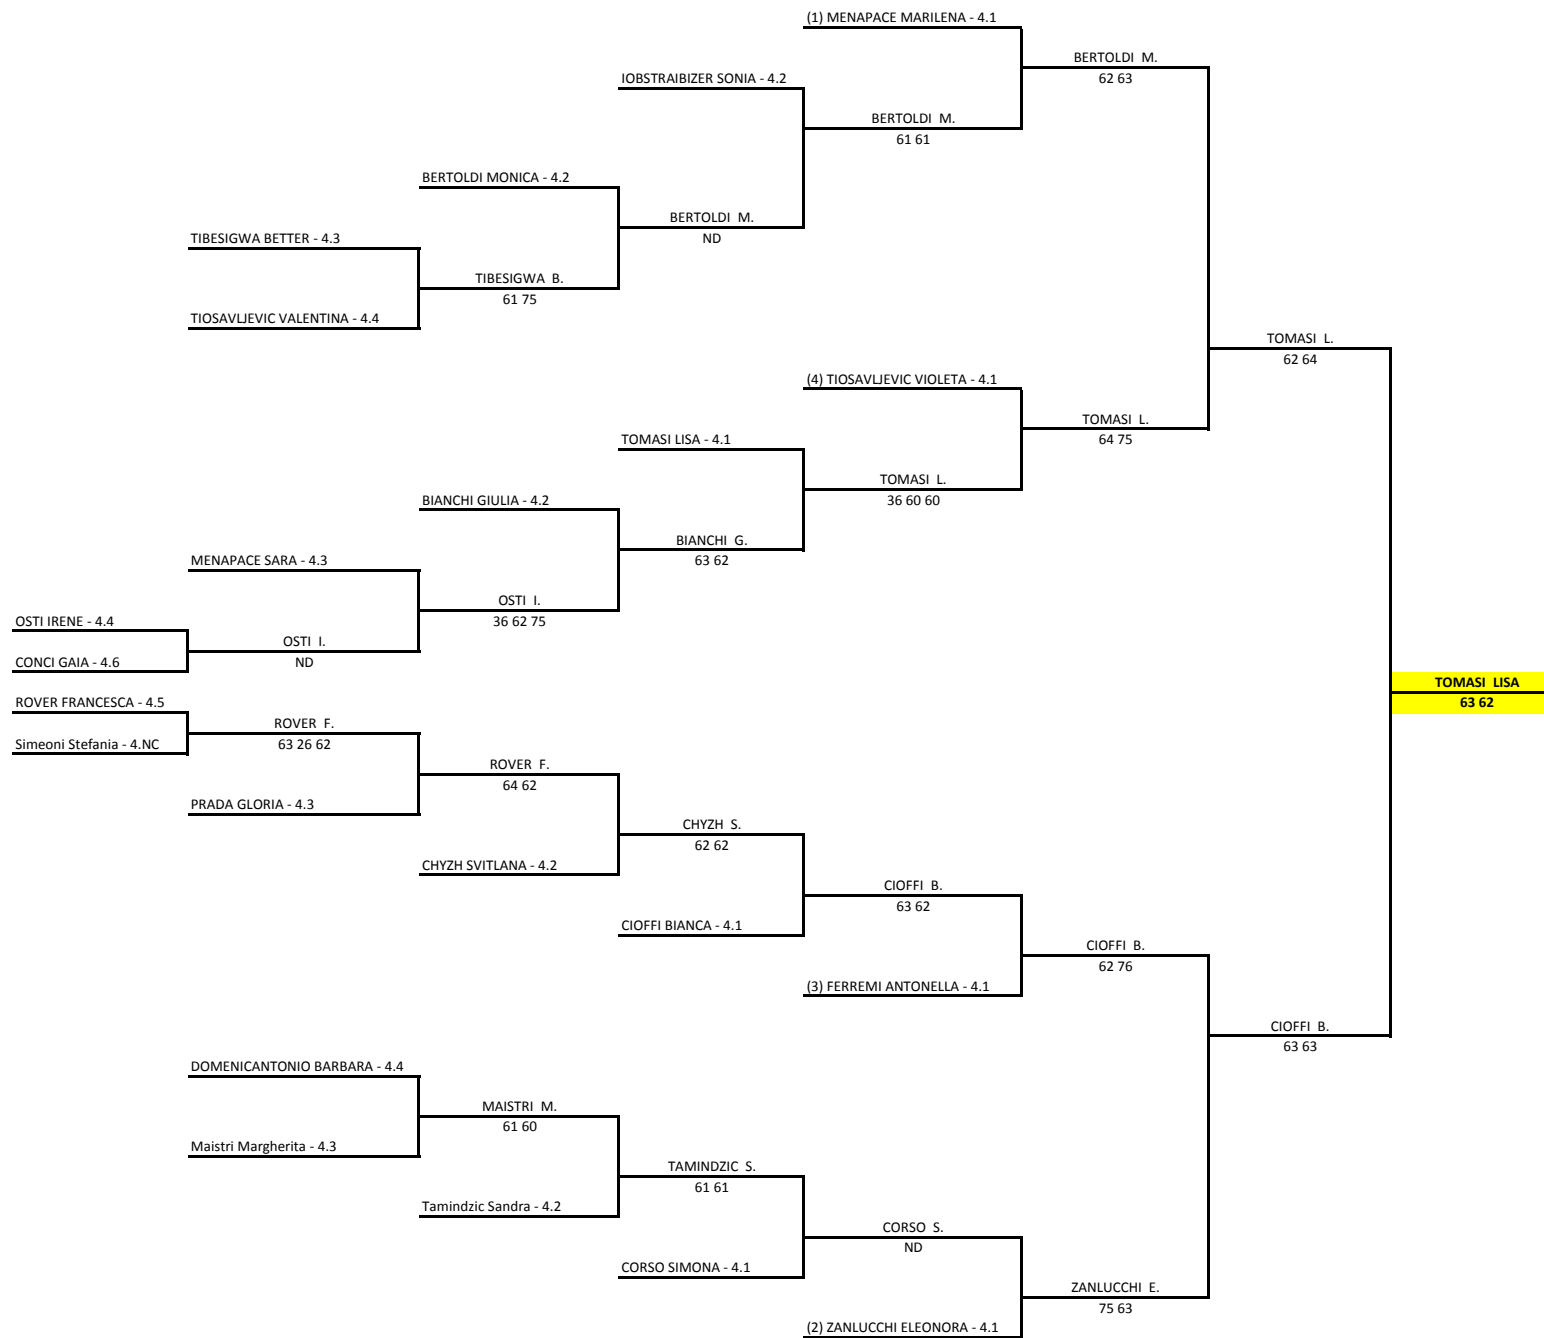 (1) MENAPACE MARILENA - 4.1
BERTOLDI M.
62 63
IOBSTRAIBIZER SONIA - 4.2
BERTOLDI M.
61 61
BERTOLDI MONICA - 4.2
BERTOLDI M.
ND
TIBESIGWA BETTER - 4.3
TIBESIGWA B.
61 75
TIOSAVLJEVIC VALENTINA - 4.4
TOMASI L.
62 64
(4) TIOSAVLJEVIC VIOLETA - 4.1
TOMASI L.
64 75
TOMASI LISA - 4.1
TOMASI L.
36 60 60
BIANCHI GIULIA - 4.2
BIANCHI G.
63 62
MENAPACE SARA - 4.3
OSTI I.
36 62 75
OSTI IRENE - 4.4
OSTI I.
ND
CONCI GAIA - 4.6
TOMASI LISA
63 62
ROVER FRANCESCA - 4.5
ROVER F.
63 26 62
Simeoni Stefania - 4.NC
ROVER F.
64 62
PRADA GLORIA - 4.3
CHYZH S.
62 62
CHYZH SVITLANA - 4.2
CIOFFI B.
63 62
CIOFFI BIANCA - 4.1
CIOFFI B.
62 76
(3) FERREMI ANTONELLA - 4.1
CIOFFI B.
63 63
DOMENICANTONIO BARBARA - 4.4
MAISTRI M.
61 60
Maistri Margherita - 4.3
TAMINDZIC S.
61 61
Tamindzic Sandra - 4.2
CORSO S.
ND
CORSO SIMONA - 4.1
ZANLUCCHI E.
75 63
(2) ZANLUCCHI ELEONORA - 4.1